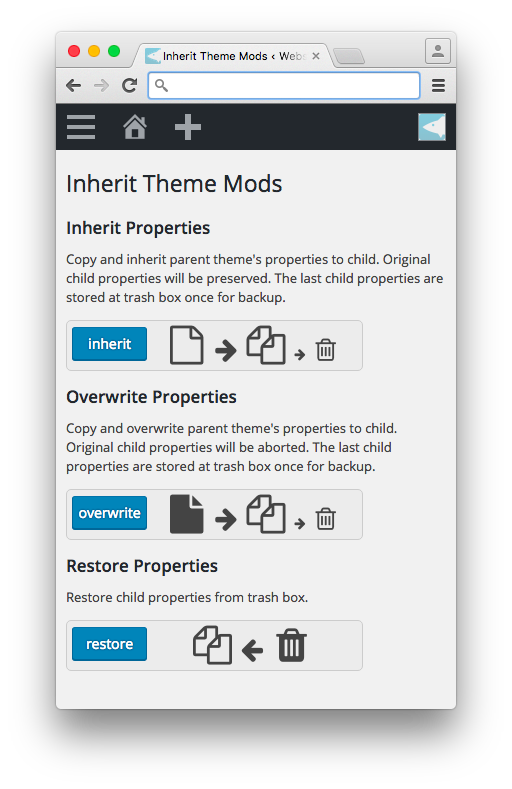 Inherit Theme Mods ‹ Webs
Inherit Theme Mods
Inherit Properties
Copy and inherit parent theme's properties to child. Original
child properties will be preserved. The last child properties are
stored at trash box once for backup.
inherit
Overwrite Properties
Copy and overwrite parent theme's properties to child.
Original child properties will be aborted. The last child
properties are stored at trash box once for backup.
overwrite
Restore Properties
Restore child properties from trash box.
restore